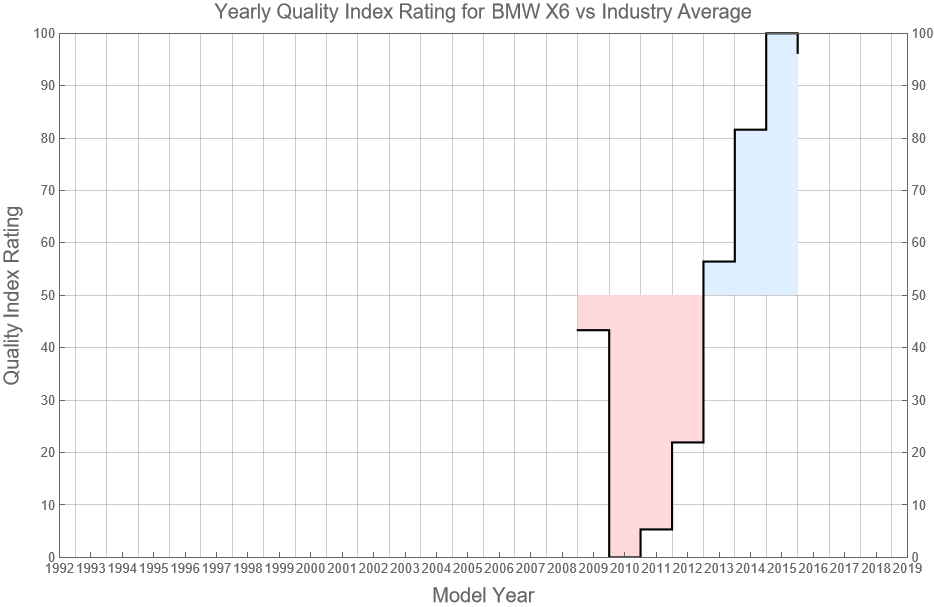 Yearly Quality Index Rating for BMW X6 vs Industry Average
100 100
90 90
80 80
70 70
60 60
50 50
40 40
30 30
20 20
10 10
0 0
Quality Index Rating
1992 1993 1994 1995 1996 1997 1998 1999 2000 2001 2002 2003 2004 2005 2006 2007 2008 2009 2010 2011 2012 2013 2014 2015 2016 2017 2018 2019
Model Year